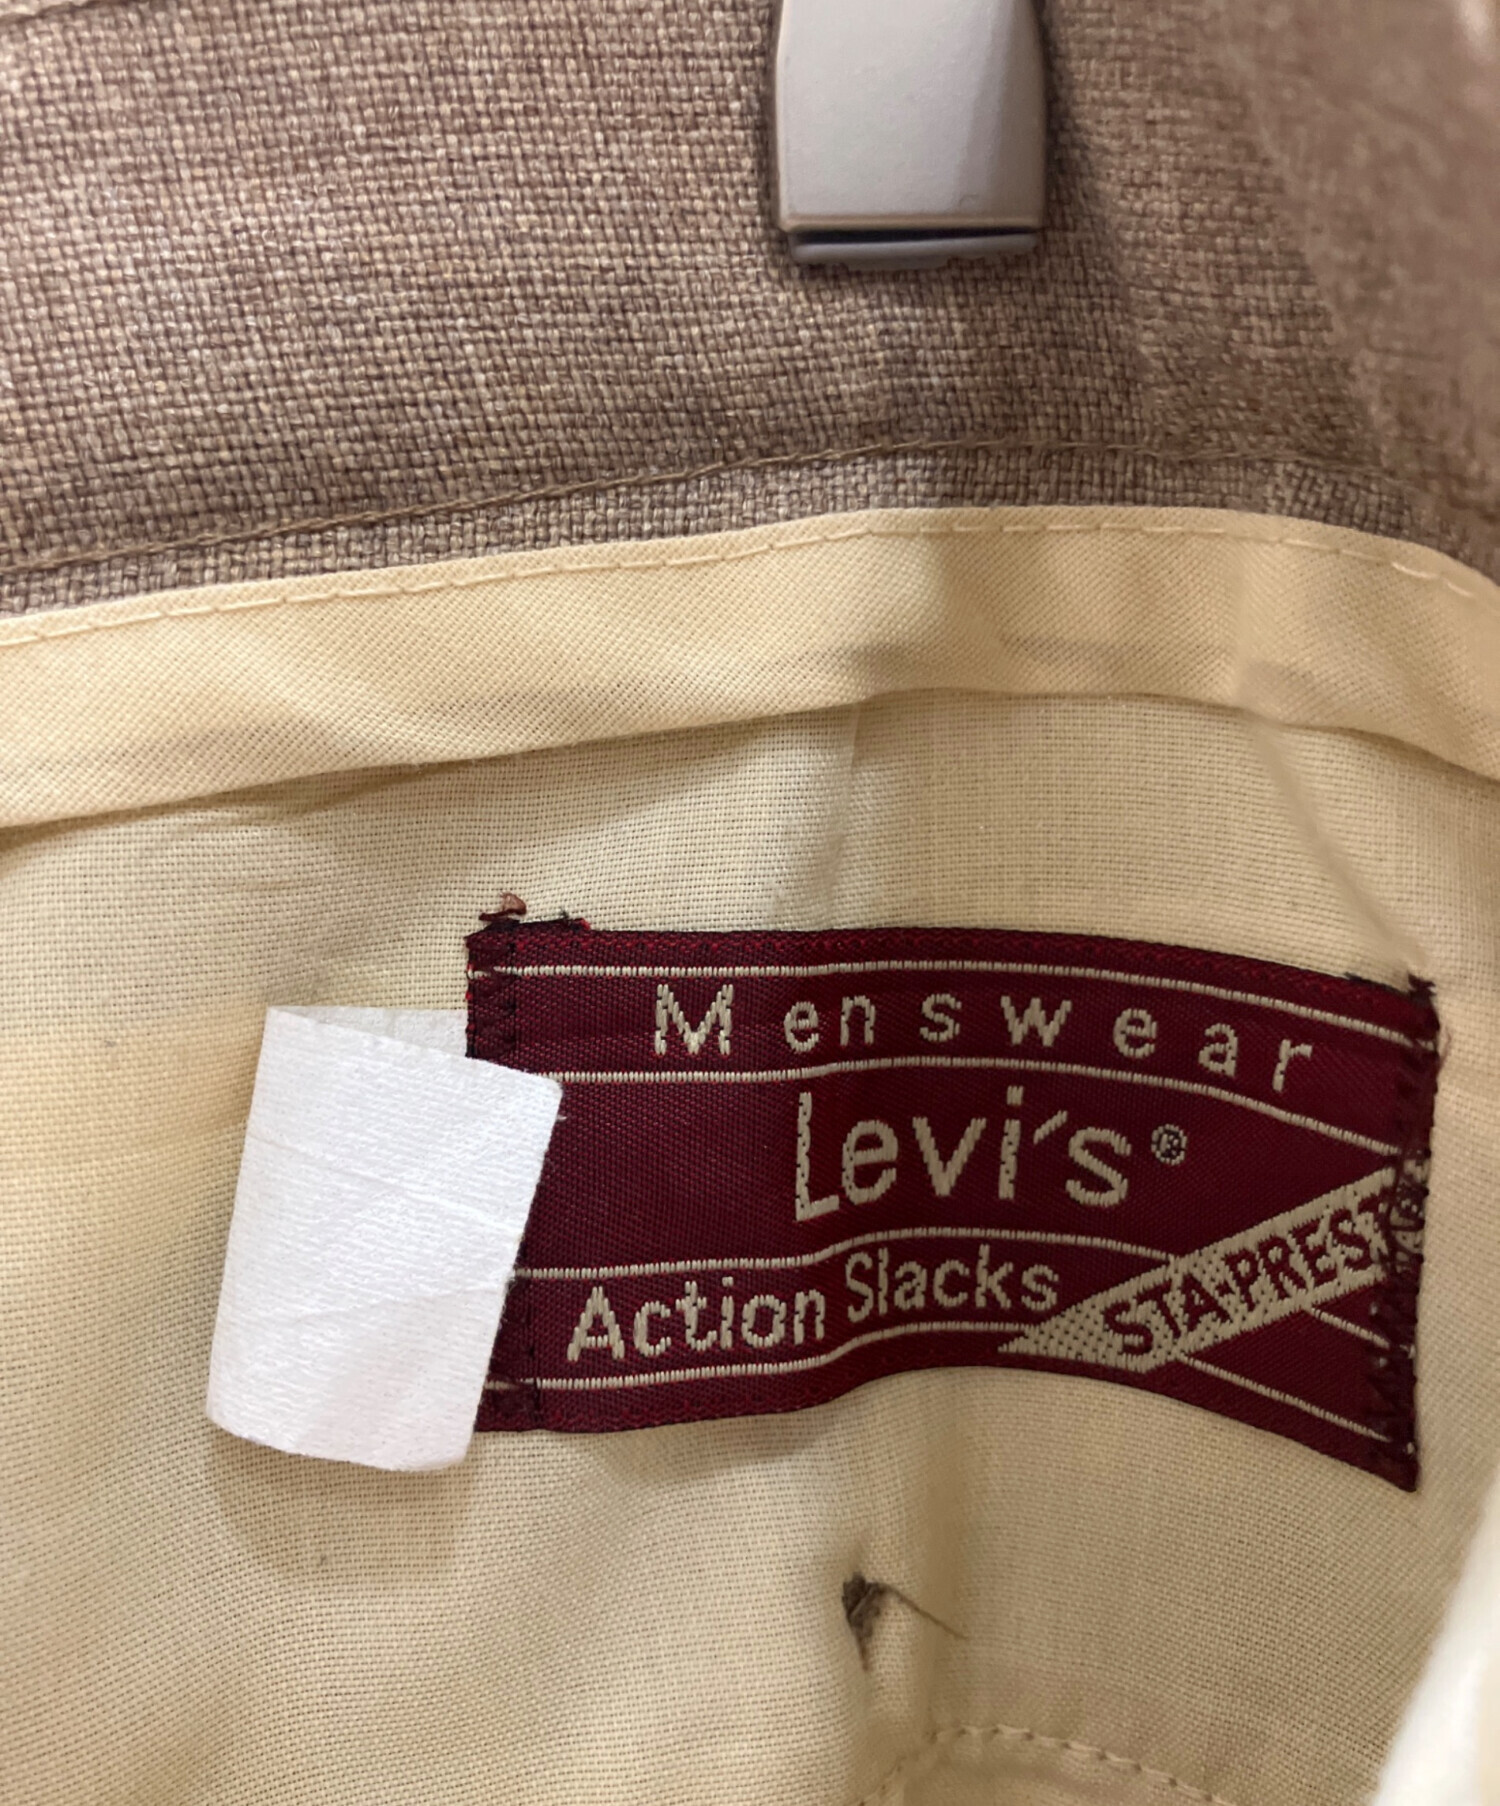 Menswear
Levi's®
Action Slacks
STA-PREST